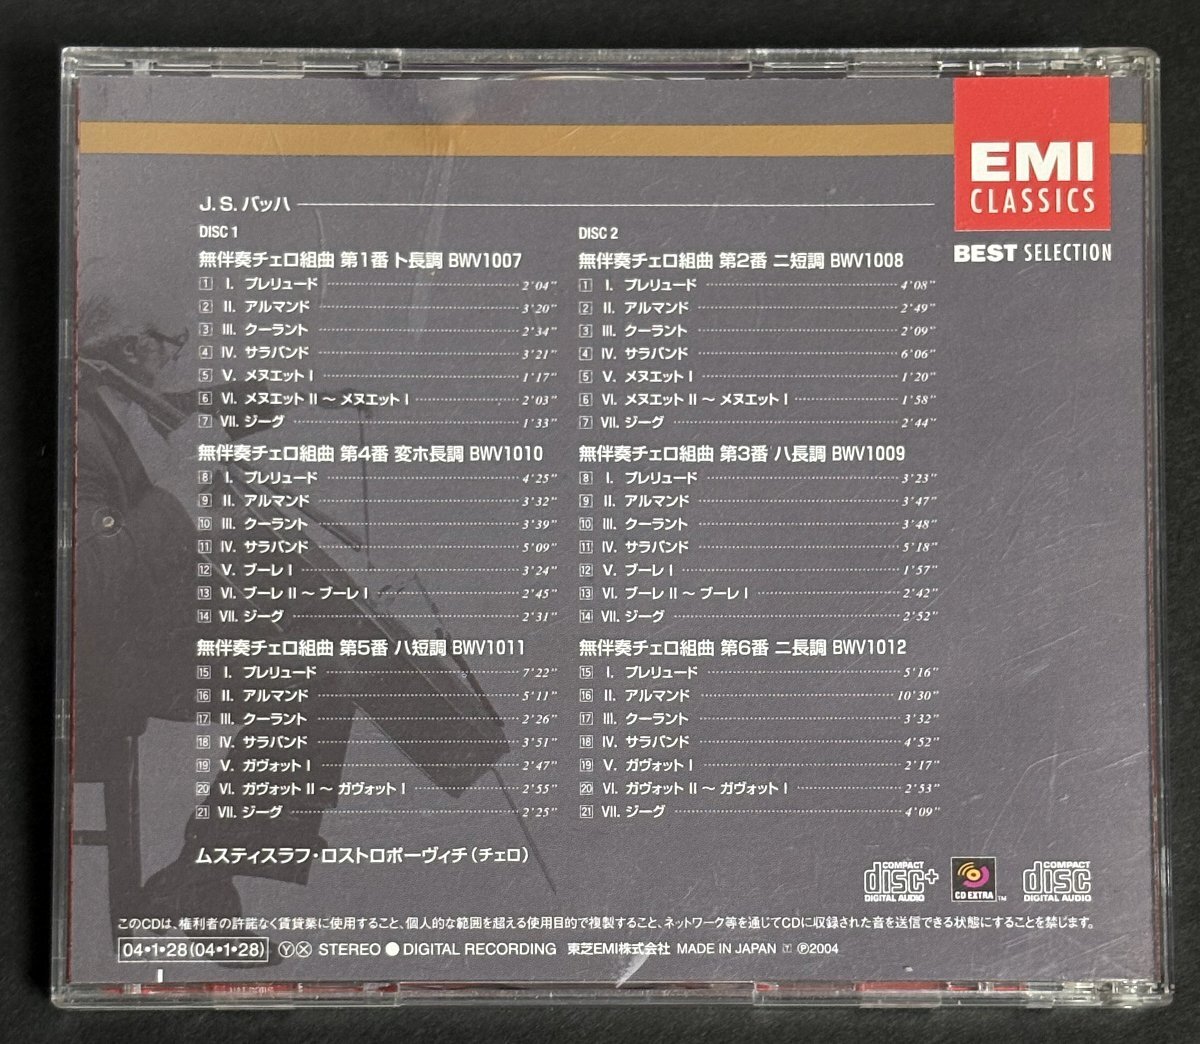 EMI
CLASSICS
BEST SELECTION
J. S. バッハ
DISC 1
無伴奏チェロ組曲 第1番 ト長調 BWV1007
1 I. プレリュード 2'04"
2 II. アルマンド 3'20"
3 III. クーラント 2'34"
4 IV. サラバンド 3'21"
5 V. メヌエット I 1'17"
6 VI. メヌエット II ～ メヌエット I 2'03"
7 VII. ジーグ 1'33"
無伴奏チェロ組曲 第4番 変ホ長調 BWV1010
8 I. プレリュード 4'25"
9 II. アルマンド 3'32"
10 III. クーラント 3'39"
11 IV. サラバンド 5'09"
12 V. ブーレ I 3'24"
13 VI. ブーレ II ～ ブーレ I 2'45"
14 VII. ジーグ 2'31"
無伴奏チェロ組曲 第5番 ハ短調 BWV1011
15 I. プレリュード 7'22"
16 II. アルマンド 5'11"
17 III. クーラント 2'26"
18 IV. サラバンド 3'51"
19 V. ガヴォット I 2'47"
20 VI. ガヴォット II ～ ガヴォット I 2'55"
21 VII. ジーグ 2'25"
DISC 2
無伴奏チェロ組曲 第2番 ニ短調 BWV1008
1 I. プレリュード 4'08"
2 II. アルマンド 2'49"
3 III. クーラント 2'09"
4 IV. サラバンド 6'06"
5 V. メヌエット I 1'20"
6 VI. メヌエット II ～ メヌエット I 1'58"
7 VII. ジーグ 2'44"
無伴奏チェロ組曲 第3番 ハ長調 BWV1009
8 I. プレリュード 3'23"
9 II. アルマンド 3'47"
10 III. クーラント 3'48"
11 IV. サラバンド 5'18"
12 V. ブーレ I 1'57"
13 VI. ブーレ II ～ ブーレ I 2'42"
14 VII. ジーグ 2'52"
無伴奏チェロ組曲 第6番 ニ長調 BWV1012
15 I. プレリュード 5'16"
16 II. アルマンド 10'30"
17 III. クーラント 3'32"
18 IV. サラバンド 4'52"
19 V. ガヴォット I 2'17"
20 VI. ガヴォット II ～ ガヴォット I 2'53"
21 VII. ジーグ 4'09"
ムスティスラフ・ロストロポーヴィチ（チェロ）
COMPACT disc+ DIGITAL AUDIO
CD EXTRA™
COMPACT disc DIGITAL AUDIO
このCDは、権利者の許諾なく賃貸業に使用すること、個人的な範囲を超える使用目的で複製すること、ネットワーク等を通じてCDに収録された音を送信できる状態にすることを禁じます。
04・1・28(04・1・28) Ⓨⓧ STEREO ● DIGITAL RECORDING 東芝EMI株式会社 MADE IN JAPAN T ℗2004